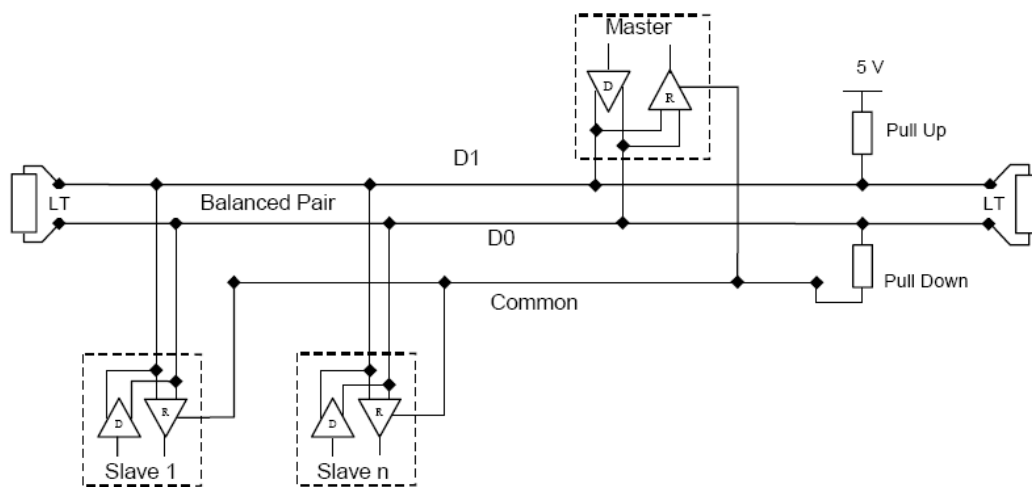 Master
D
R
5 V
Pull Up
D1
LT
Balanced Pair
LT
D0
Common
Pull Down
D
R
D
R
Slave 1
Slave n